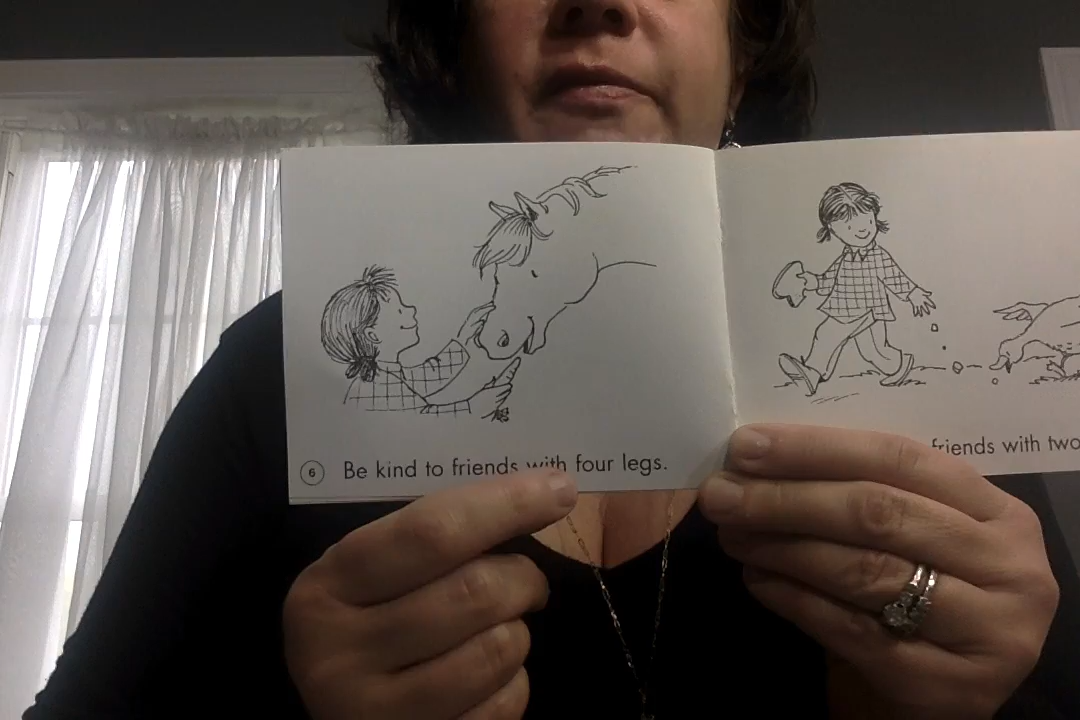 6 Be kind to friends with four legs.
friends with two